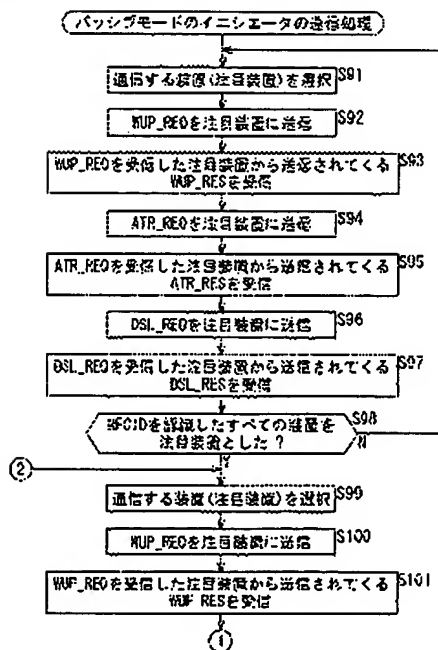 パッシブモードのイニシエータの送信処理
通信する装置(注目装置)を選択 S91
WUP_REQを注目装置に送信 S92
WUP_REQを受信した注目装置から送信されてくる S93
WUP_RESを受信
ATR_REQを注目装置に送信 S94
ATR_REQを受信した注目装置から送信されてくる S95
ATR_RESを受信
DSL_REQを注目装置に送信 S96
DSL_REQを受信した注目装置から送信されてくる S97
DSL_RESを受信
NFCIDを認識したすべての装置を S98
注目装置とした? N
Y
②
通信する装置(注目装置)を選択 S99
WUP_REQを注目装置に送信 S100
WUP_REQを受信した注目装置から送信されてくる S101
WUP_RESを受信
①